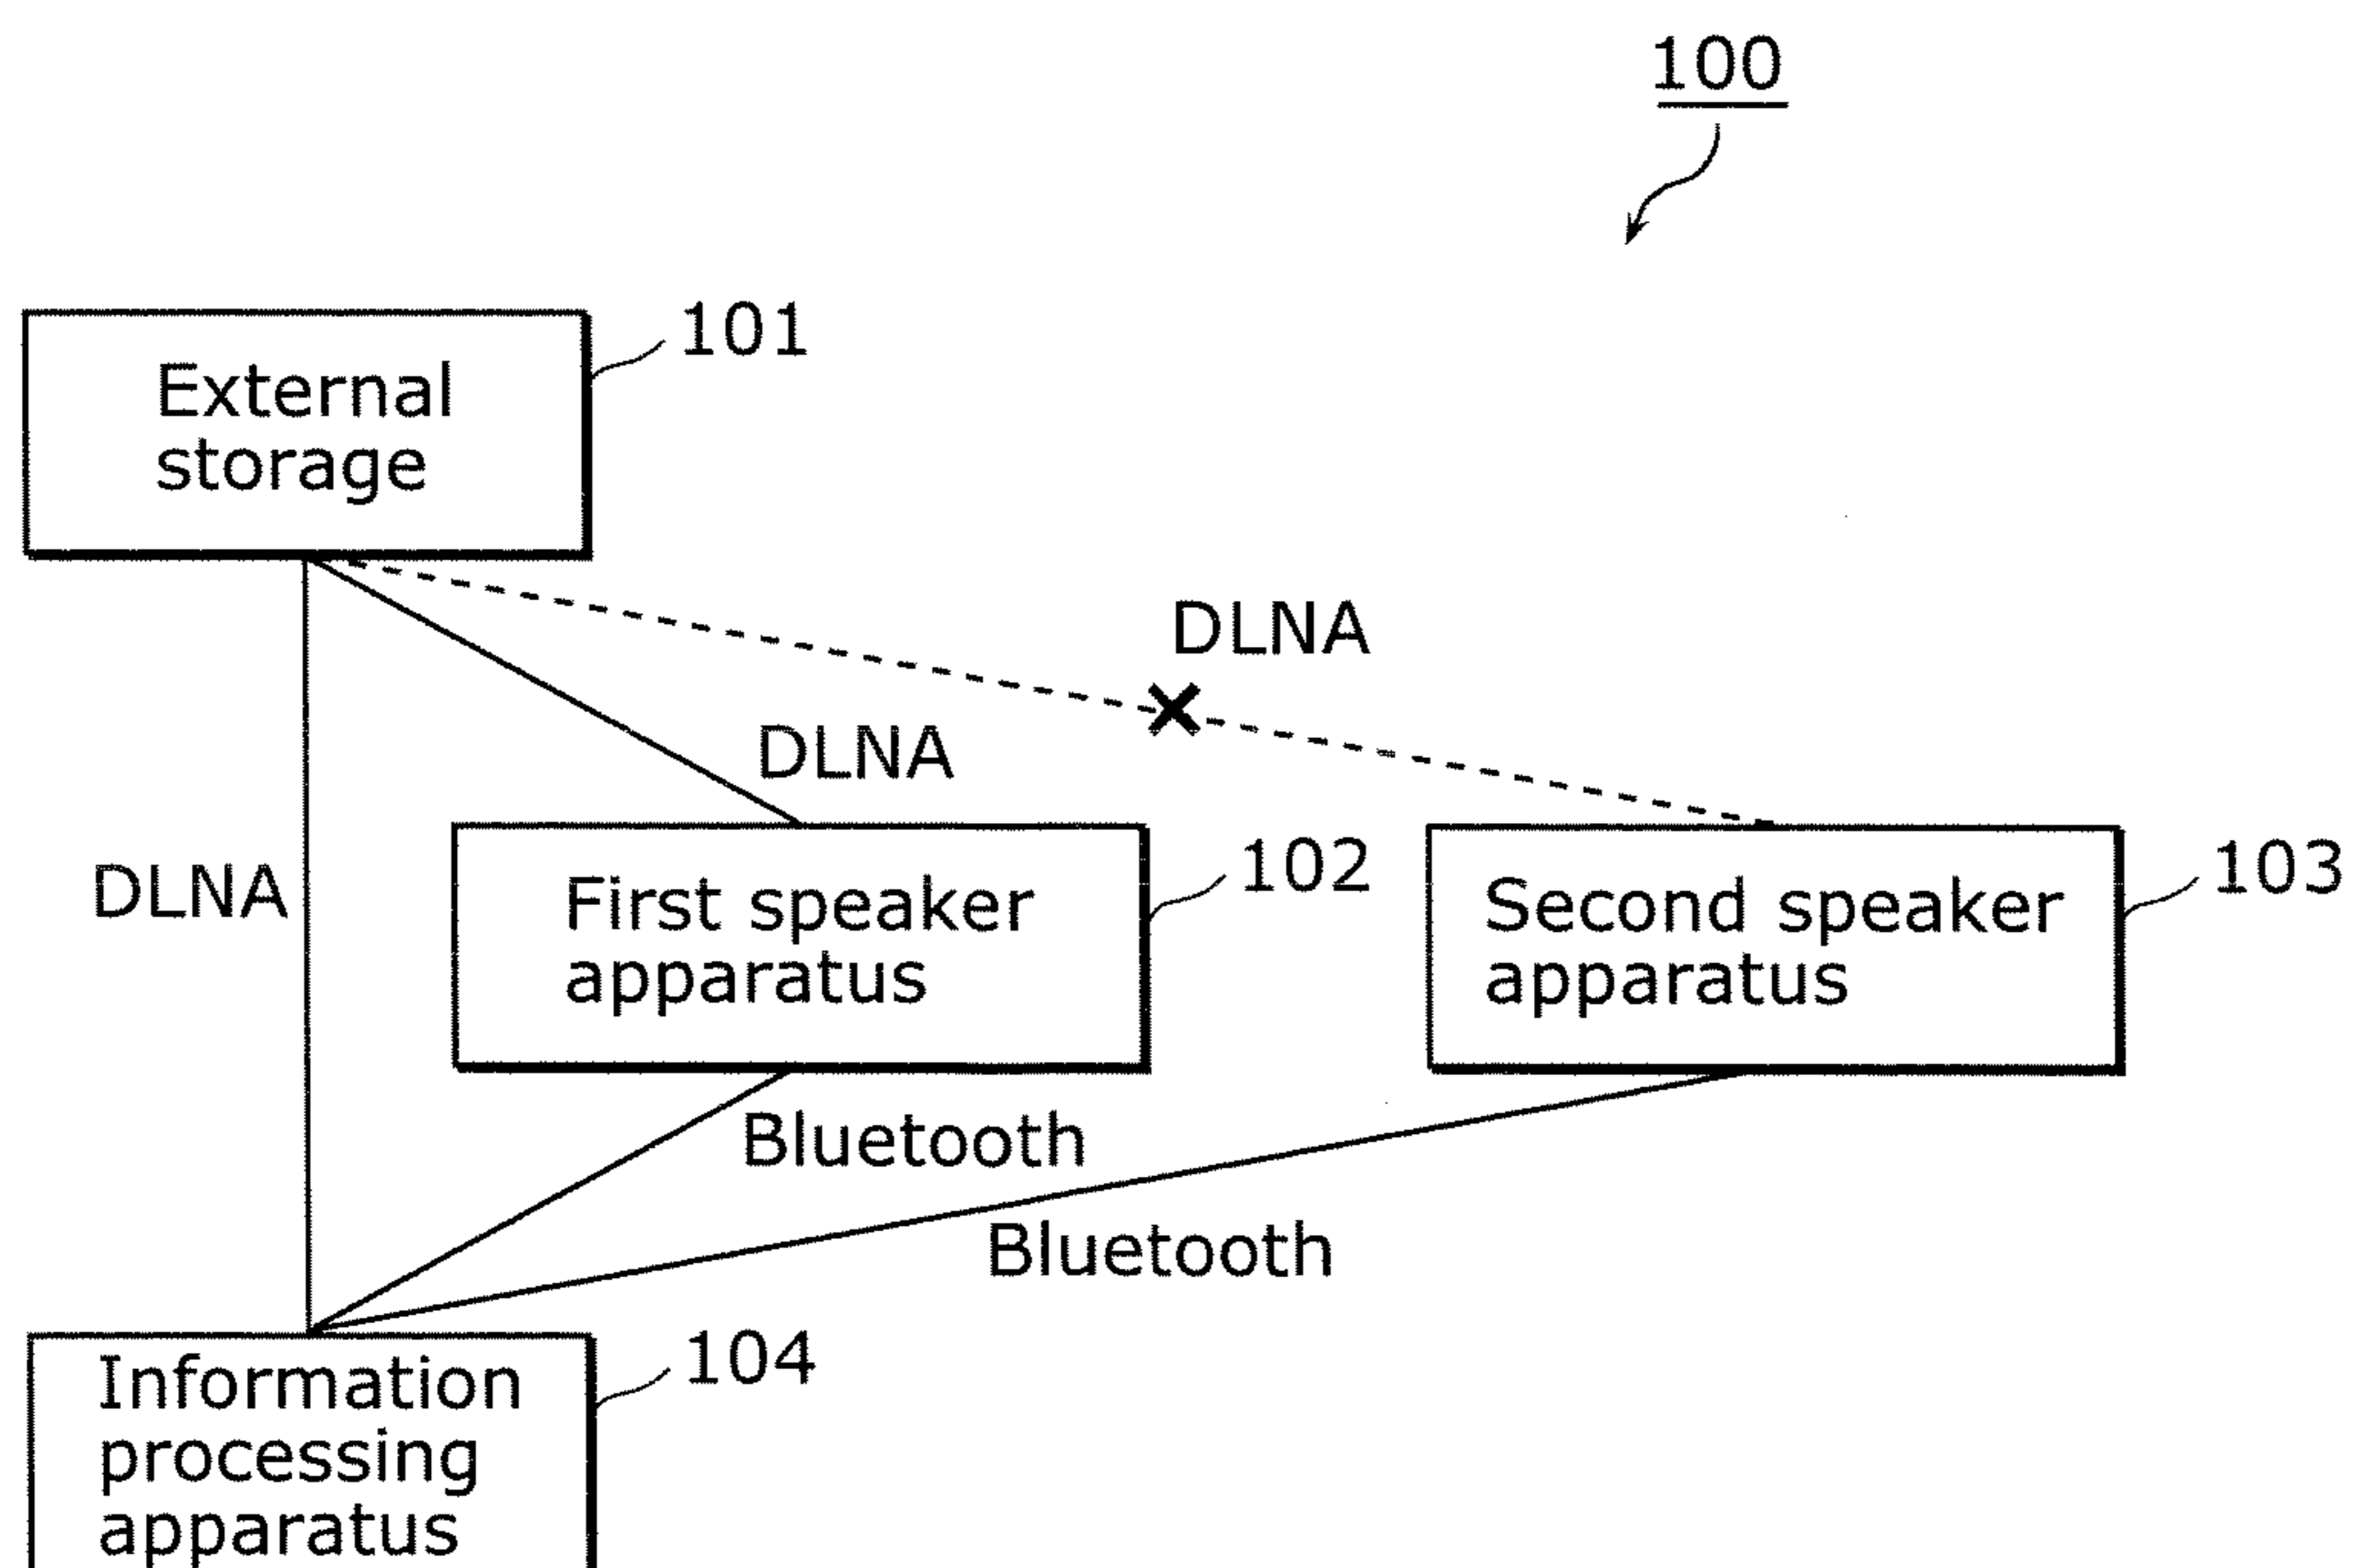 100
101
External
storage
DLNA
DLNA
DLNA
102
103
First speaker
apparatus
Second speaker
apparatus
Bluetooth
Bluetooth
104
Information
processing
apparatus